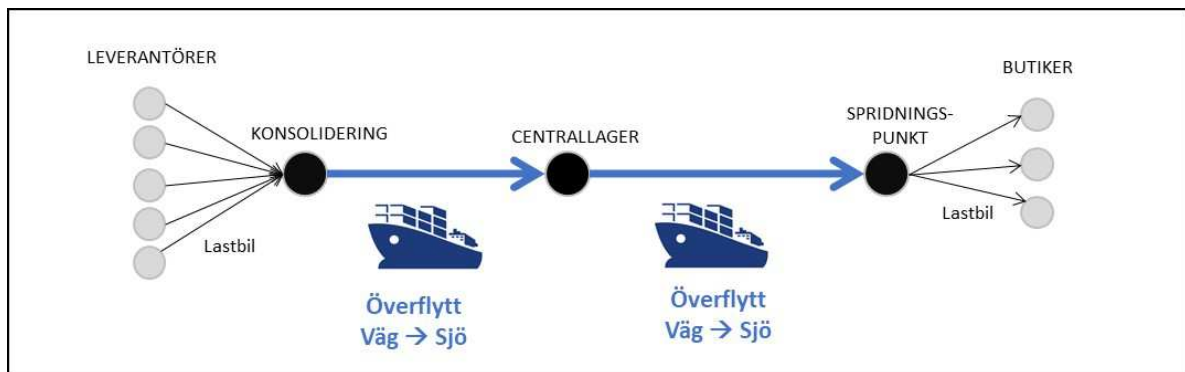 LEVERANTÖRER
KONSOLIDERING
CENTRALLAGER
SPRIDNINGS-
PUNKT
BUTIKER
Lastbil
Lastbil
Överflytt
Väg → Sjö
Överflytt
Väg → Sjö